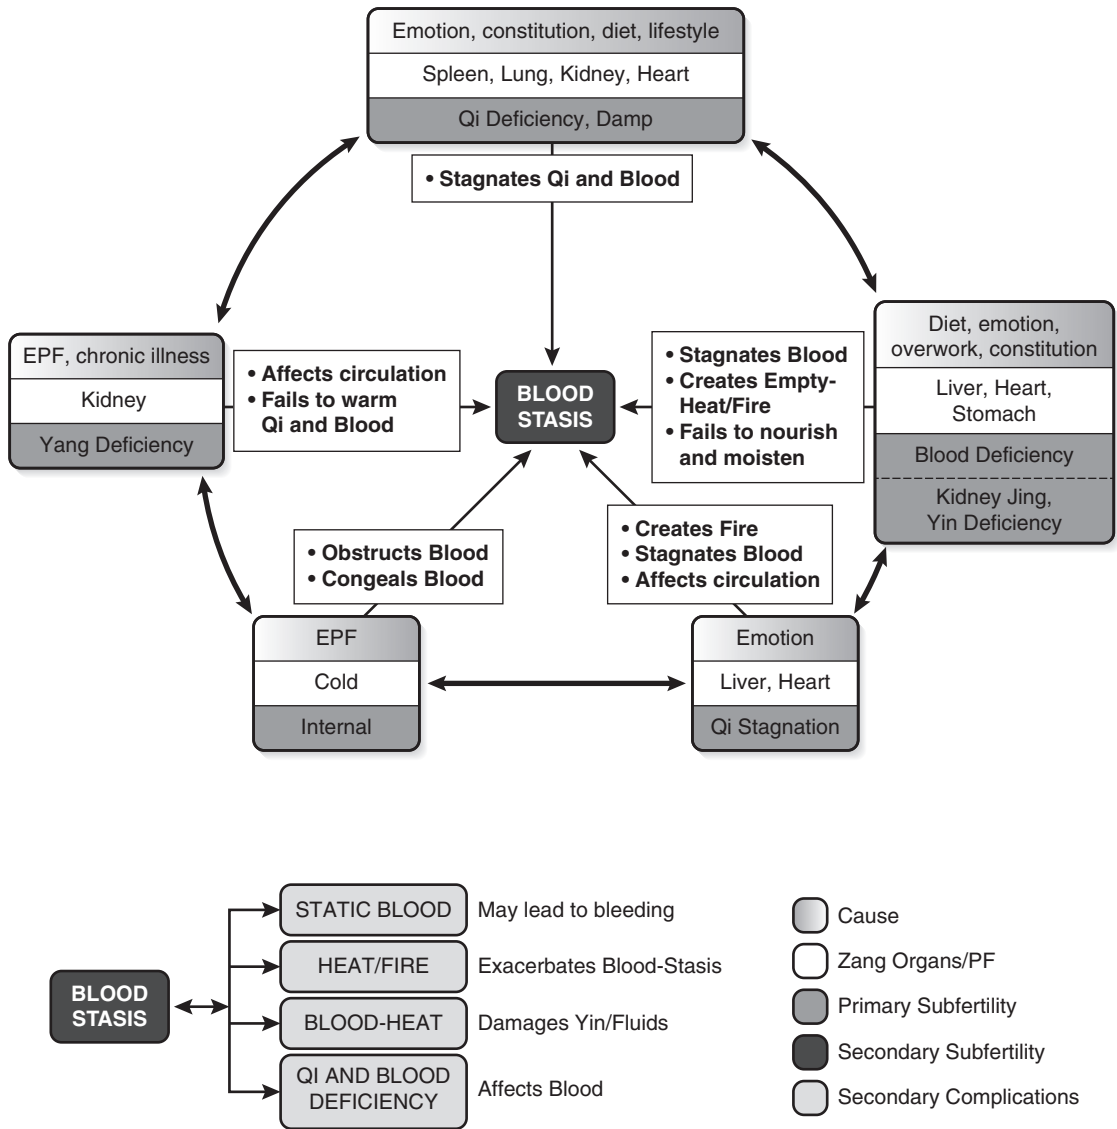 Emotion, constitution, diet, lifestyle
Spleen, Lung, Kidney, Heart
Qi Deficiency, Damp
• Stagnates Qi and Blood
EPF, chronic illness
Kidney
Yang Deficiency
• Affects circulation
• Fails to warm
Qi and Blood
BLOOD
STASIS
• Stagnates Blood
• Creates Empty-
Heat/Fire
• Fails to nourish
and moisten
Diet, emotion,
overwork, constitution
Liver, Heart,
Stomach
Blood Deficiency
Kidney Jing,
Yin Deficiency
• Obstructs Blood
• Congeals Blood
• Creates Fire
• Stagnates Blood
• Affects circulation
EPF
Cold
Internal
Emotion
Liver, Heart
Qi Stagnation
BLOOD
STASIS
STATIC BLOOD
May lead to bleeding
HEAT/FIRE
Exacerbates Blood-Stasis
BLOOD-HEAT
Damages Yin/Fluids
QI AND BLOOD
DEFICIENCY
Affects Blood
Cause
Zang Organs/PF
Primary Subfertility
Secondary Subfertility
Secondary Complications